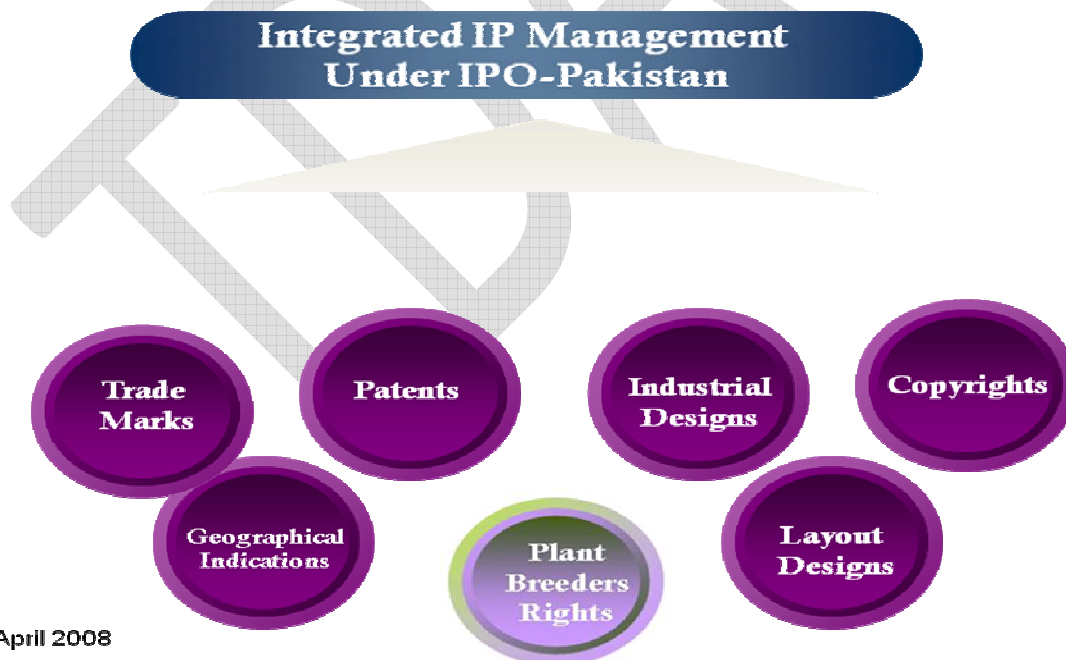 Integrated IP Management
Under IPO-Pakistan
Trade
Marks
Patents
Industrial
Designs
Copyrights
Geographical
Indications
Plant
Breeders
Rights
Layout
Designs
April 2008